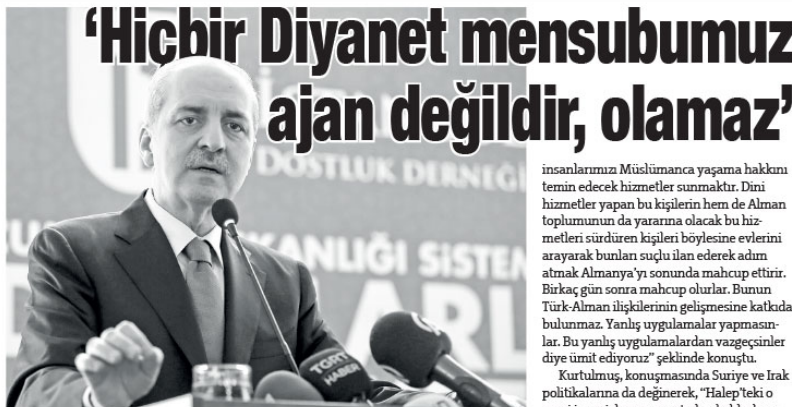 ‘Hiçbir Diyanet mensubumuz
ajan değildir, olamaz’
DOSTLUK DERNEĞİ
KANLIĞI SİSTEM
TGRT
HABER
insanlarımızı Müslümanca yaşama hakkını
temin edecek hizmetler sunmaktır. Dini
hizmetler yapan bu kişilerin hem de Alman
toplumunun da yararına olacak bu hiz-
metleri sürdüren kişileri böylesine evlerini
arayarak bunları suçlu ilan ederek adım
atmak Almanya’yı sonunda mahcup ettirir.
Birkaç gün sonra mahcup olurlar. Bunun
Türk-Alman ilişkilerinin gelişmesine katkıda
bulunmaz. Yanlış uygulamalar yapmasın-
lar. Bu yanlış uygulamalardan vazgeçsinler
diye ümit ediyoruz” şeklinde konuştu.
Kurtulmuş, konuşmasında Suriye ve Irak
politikalarına da değinerek, “Halep’teki o